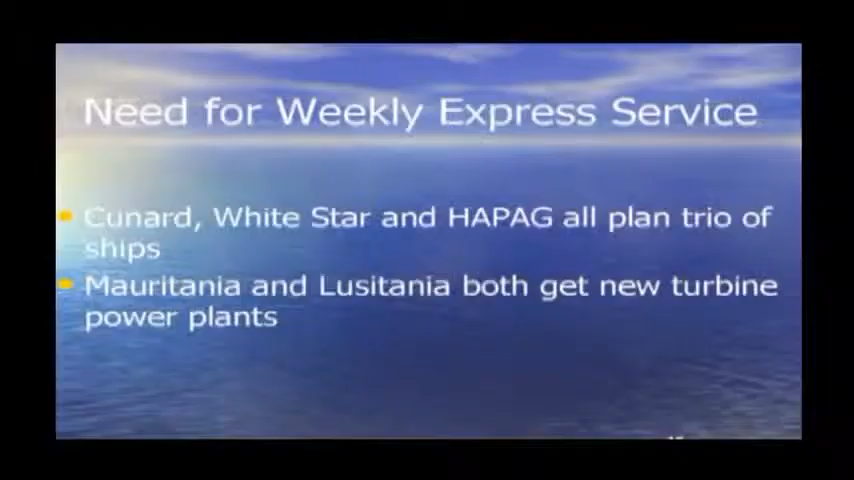 Need for Weekly Express Service
Cunard, White Star and HAPAG all plan trio of
ships
Mauritania and Lusitania both get new turbine
power plants